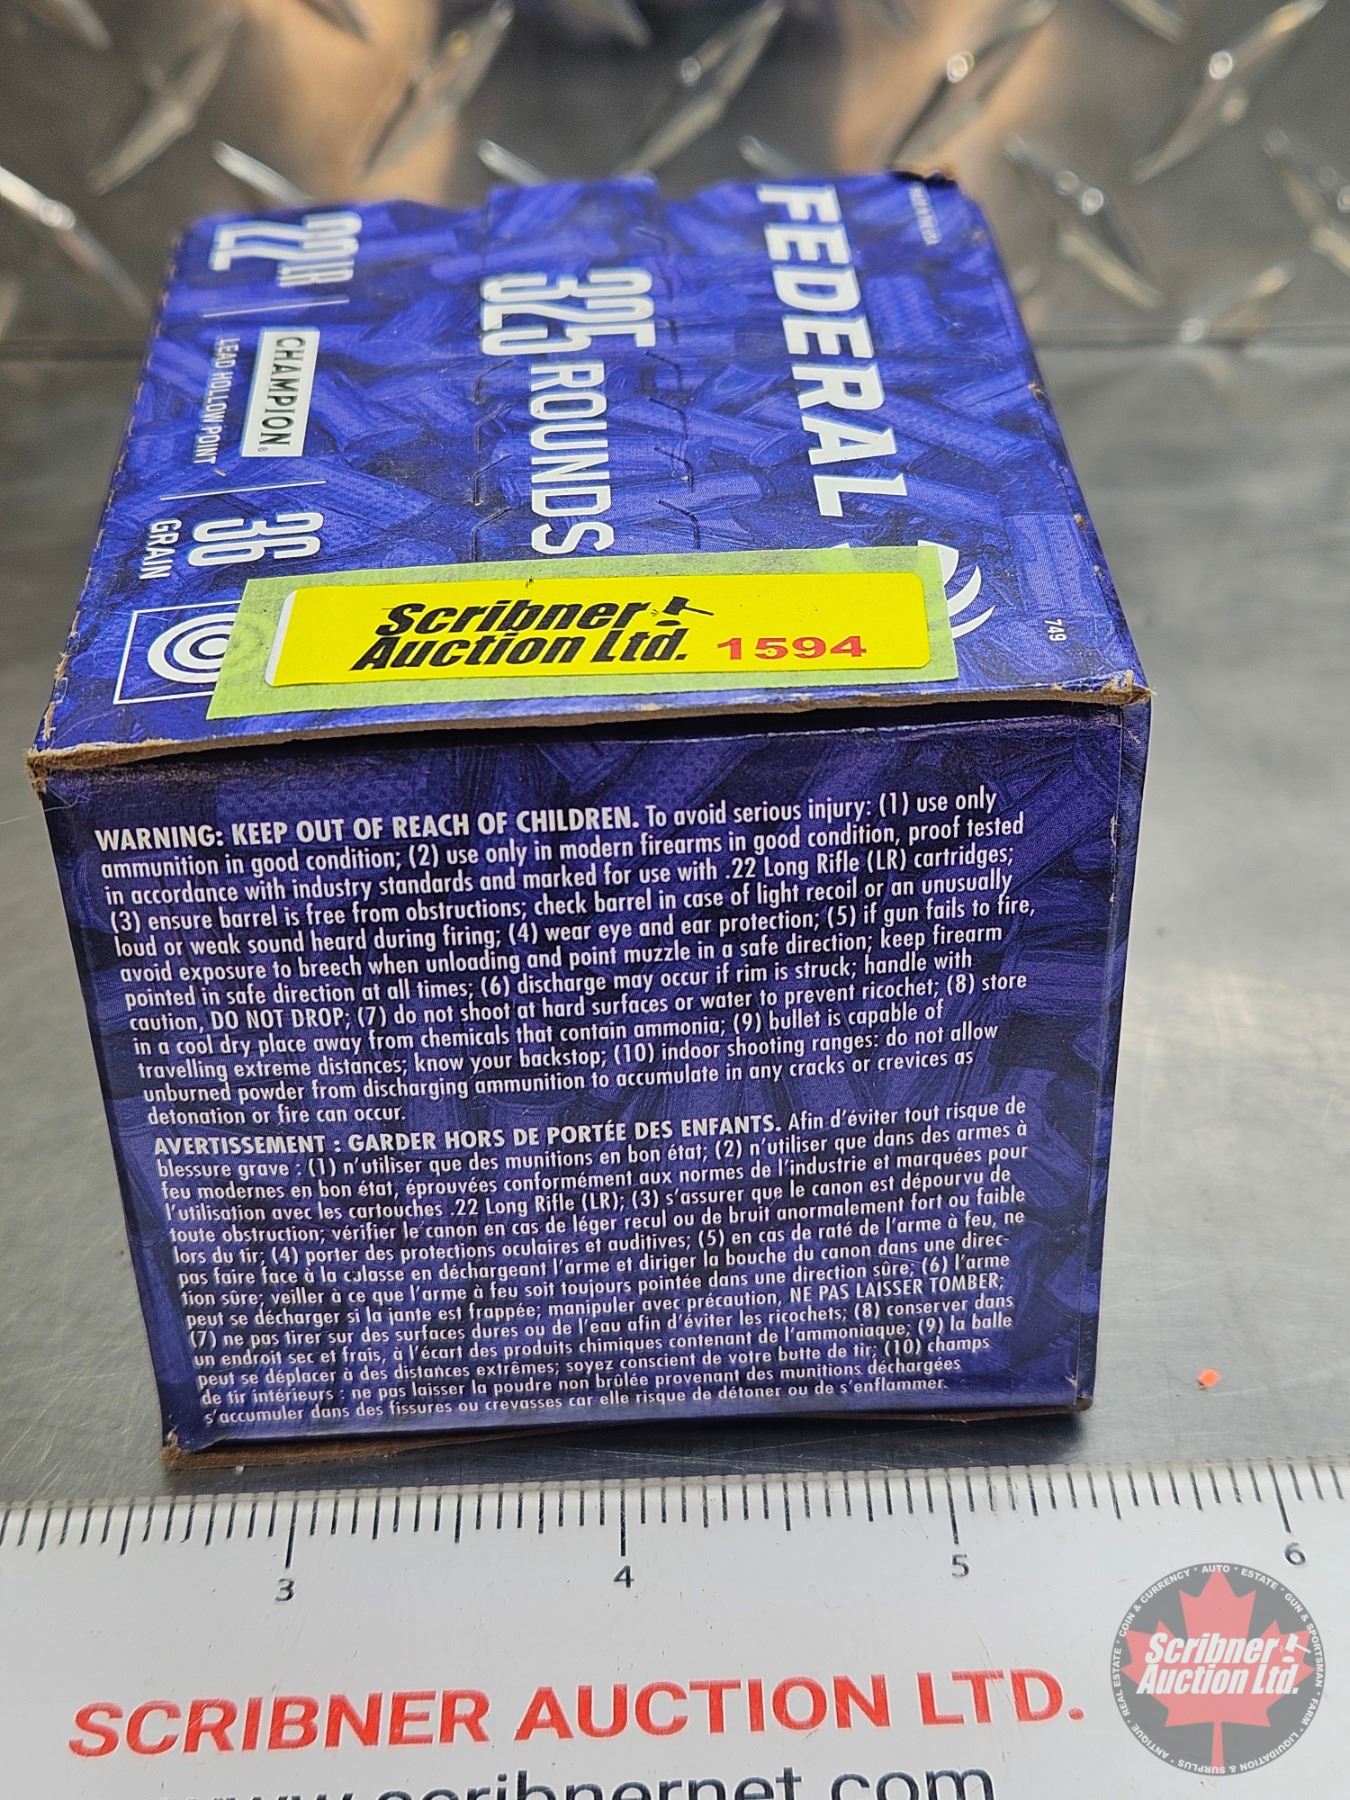 FEDERAL
MADE IN THE USA
325 ROUNDS
22 LR
CHAMPION®
LEAD HOLLOW POINT
36
GRAIN
749
Scribner
Auction Ltd. 1594
WARNING: KEEP OUT OF REACH OF CHILDREN. To avoid serious injury: (1) use only
ammunition in good condition; (2) use only in modern firearms in good condition, proof tested
in accordance with industry standards and marked for use with .22 Long Rifle (LR) cartridges;
(3) ensure barrel is free from obstructions; check barrel in case of light recoil or an unusually
loud or weak sound heard during firing; (4) wear eye and ear protection; (5) if gun fails to fire,
avoid exposure to breech when unloading and point muzzle in a safe direction; keep firearm
pointed in safe direction at all times; (6) discharge may occur if rim is struck; handle with
caution, DO NOT DROP; (7) do not shoot at hard surfaces or water to prevent ricochet; (8) store
in a cool dry place away from chemicals that contain ammonia; (9) bullet is capable of
travelling extreme distances; know your backstop; (10) indoor shooting ranges: do not allow
unburned powder from discharging ammunition to accumulate in any cracks or crevices as
detonation or fire can occur.
AVERTISSEMENT : GARDER HORS DE PORTÉE DES ENFANTS. Afin d'éviter tout risque de
blessure grave : (1) n'utiliser que des munitions en bon état; (2) n'utiliser que dans des armes à
feu modernes en bon état, éprouvées conformément aux normes de l'industrie et marquées pour
l'utilisation avec les cartouches .22 Long Rifle (LR); (3) s'assurer que le canon est dépourvu de
toute obstruction; vérifier le canon en cas de léger recul ou de bruit anormalement fort ou faible
lors du tir; (4) porter des protections oculaires et auditives; (5) en cas de raté de l'arme à feu, ne
pas faire face à la culasse en déchargeant l'arme et diriger la bouche du canon dans une direc-
tion sûre; veiller à ce que l'arme à feu soit toujours pointée dans une direction sûre; (6) l'arme
peut se décharger si la jante est frappée; manipuler avec précaution, NE PAS LAISSER TOMBER;
(7) ne pas tirer sur des surfaces dures ou de l'eau afin d'éviter les ricochets; (8) conserver dans
un endroit sec et frais, à l'écart des produits chimiques contenant de l'ammoniaque; (9) la balle
peut se déplacer à des distances extrêmes; soyez conscient de votre butte de tir; (10) champs
de tir intérieurs : ne pas laisser la poudre non brûlée provenant des munitions déchargées
s'accumuler dans des fissures ou crevasses car elle risque de détoner ou de s'enflammer.
3 4 5 6
SCRIBNER AUCTION LTD.
www.scribnernet.com
COIN & CURRENCY · AUTO · ESTATE · GUN & SPORTSMAN · FARM · LIQUIDATION & SURPLUS · ANTIQUE · REAL ESTATE
Scribner
Auction Ltd.